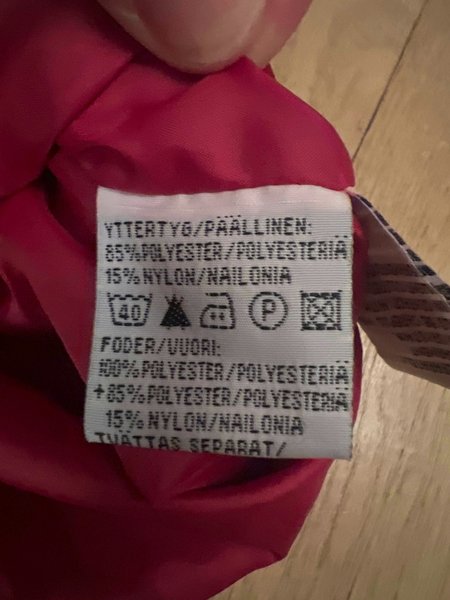 YTTERTYG/PÄÄLLINEN:
85%POLYESTER/POLYESTERIÄ
15%NYLON/NAILONIA
40 P
FODER/VUORI:
100%POLYESTER/POLYESTERIÄ
+85%POLYESTER/POLYESTERIÄ
15%NYLON/NAILONIA
TVÄTTAS SEPARAT/